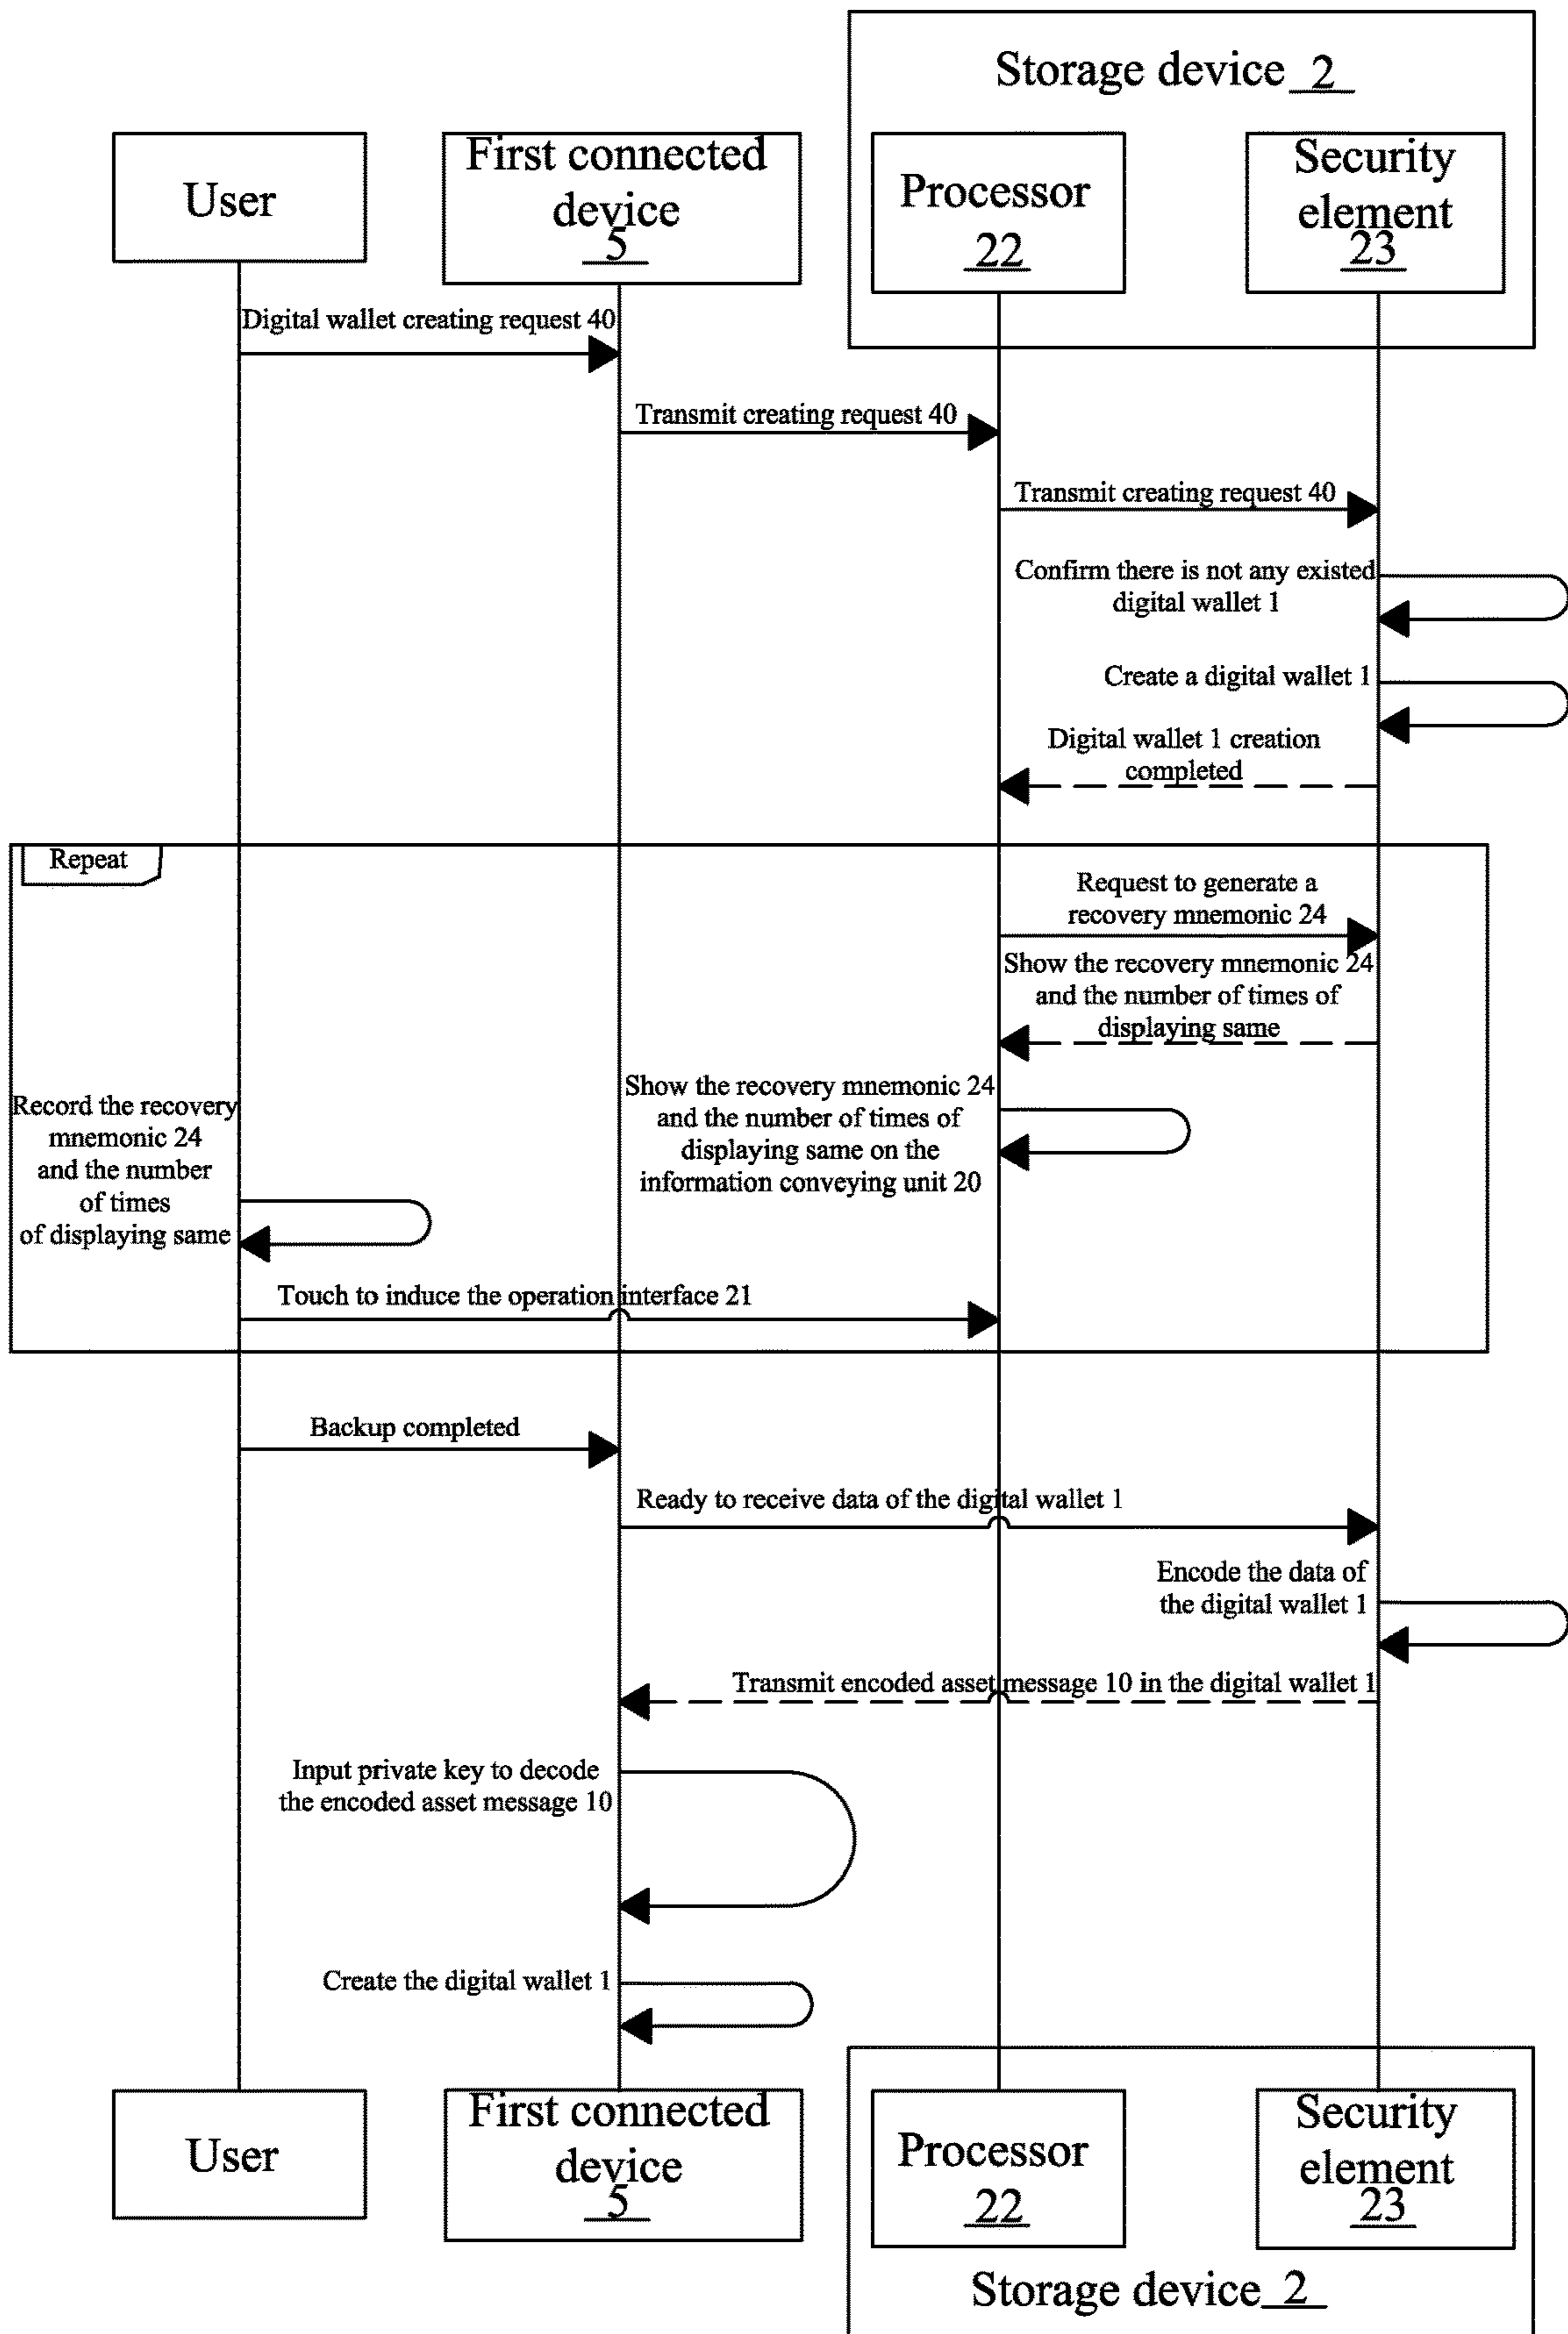 Storage device 2
User
First connected
device
5
Processor
22
Security
element
23
Digital wallet creating request 40
Transmit creating request 40
Transmit creating request 40
Confirm there is not any existed
digital wallet 1
Create a digital wallet 1
Digital wallet 1 creation
completed
Repeat
Request to generate a
recovery mnemonic 24
Show the recovery mnemonic 24
and the number of times of
displaying same
Show the recovery mnemonic 24
and the number of times of
displaying same on the
information conveying unit 20
Record the recovery
mnemonic 24
and the number
of times
of displaying same
Touch to induce the operation interface 21
Backup completed
Ready to receive data of the digital wallet 1
Encode the data of
the digital wallet 1
Transmit encoded asset message 10 in the digital wallet 1
Input private key to decode
the encoded asset message 10
Create the digital wallet 1
User
First connected
device
5
Processor
22
Security
element
23
Storage device 2